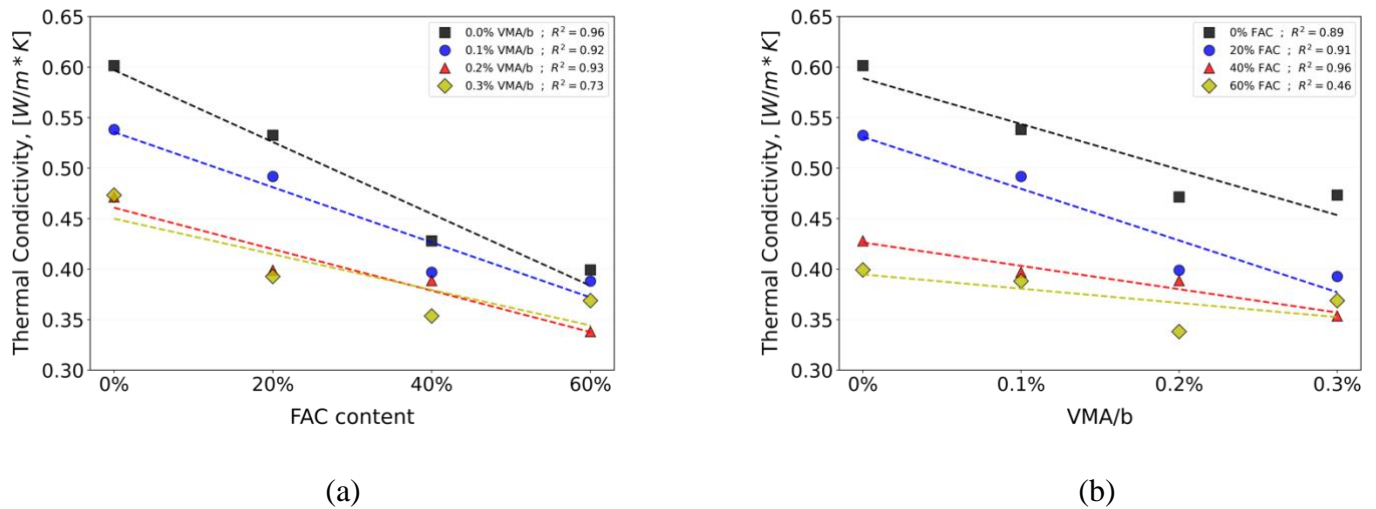 0.65
0.60
0.55
0.50
0.45
0.40
0.35
0.30
Thermal Condictivity, [W/m*K]
0.0% VMA/b ; R² = 0.96
0.1% VMA/b ; R² = 0.92
0.2% VMA/b ; R² = 0.93
0.3% VMA/b ; R² = 0.73
0% 20% 40% 60%
FAC content
(a)
0.65
0.60
0.55
0.50
0.45
0.40
0.35
0.30
Thermal Condictivity, [W/m*K]
0% FAC ; R² = 0.89
20% FAC ; R² = 0.91
40% FAC ; R² = 0.96
60% FAC ; R² = 0.46
0% 0.1% 0.2% 0.3%
VMA/b
(b)